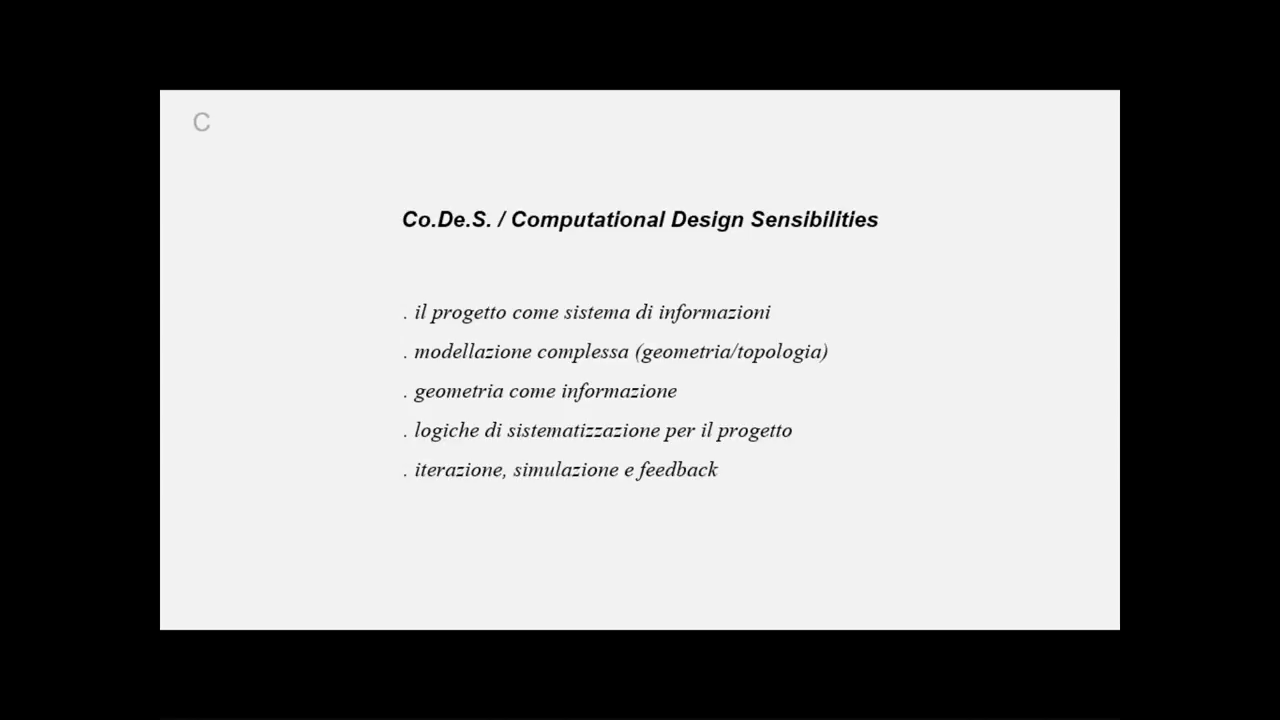 C
Co.De.S. / Computational Design Sensibilities
. il progetto come sistema di informazioni
. modellazione complessa (geometria/topologia)
. geometria come informazione
. logiche di sistematizzazione per il progetto
. iterazione, simulazione e feedback